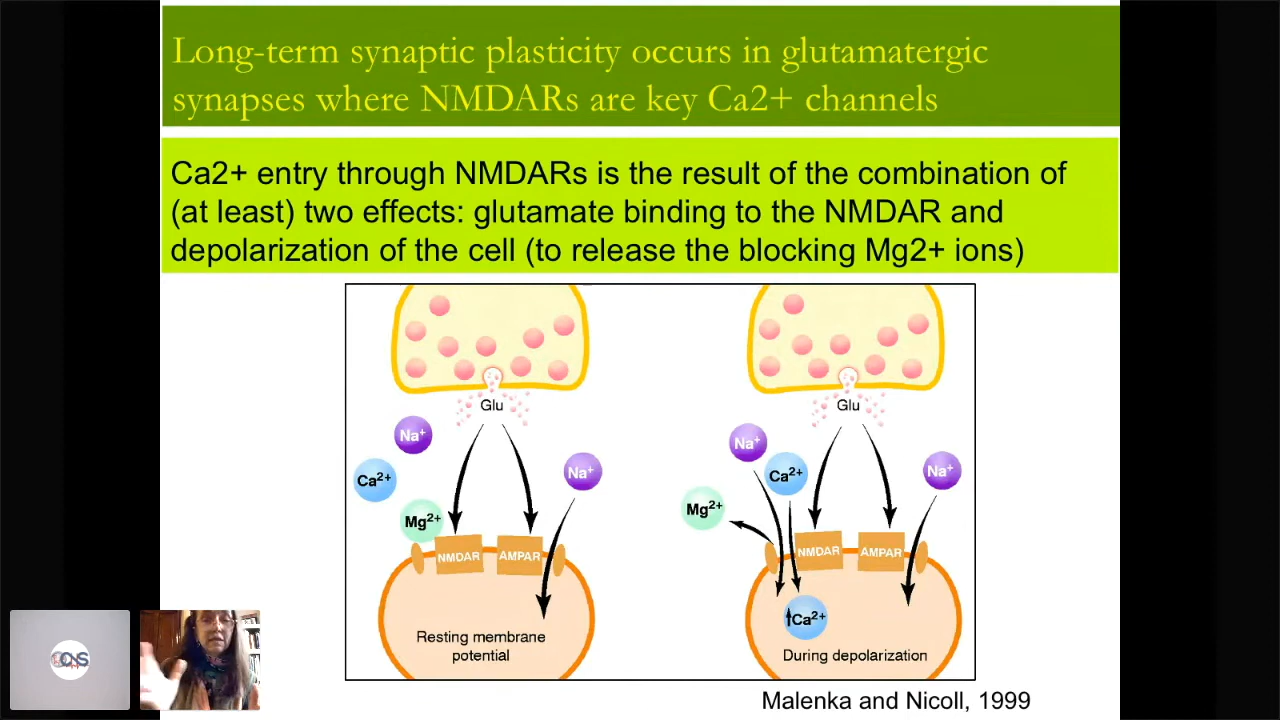 Long-term synaptic plasticity occurs in glutamatergic
synapses where NMDARs are key Ca2+ channels
Ca2+ entry through NMDARs is the result of the combination of
(at least) two effects: glutamate binding to the NMDAR and
depolarization of the cell (to release the blocking Mg2+ ions)
Glu
Na+
Na+
Ca2+
Mg2+
NMDAR
AMPAR
Resting membrane
potential
Glu
Na+
Ca2+
Na+
Mg2+
NMDAR
AMPAR
Ca2+
During depolarization
Malenka and Nicoll, 1999